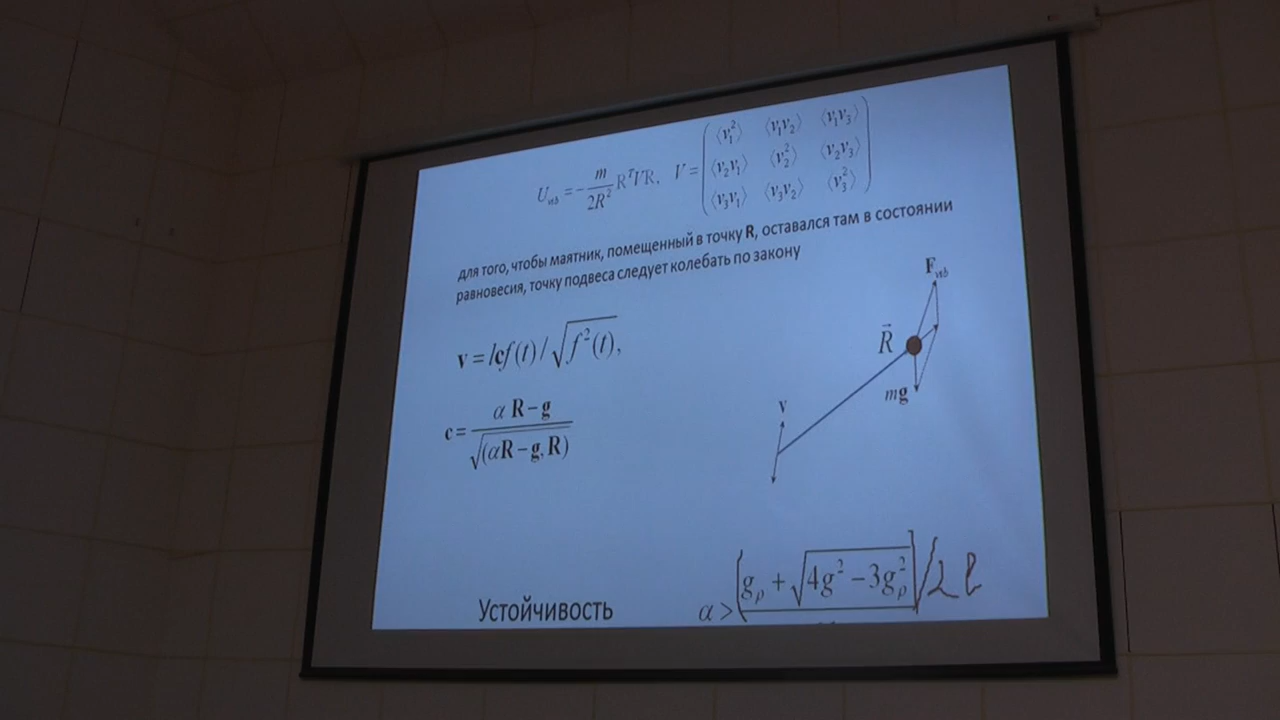 U_vib = -m/2R² RᵀVR, V = (⟨v₁²⟩ ⟨v₁v₂⟩ ⟨v₁v₃⟩
⟨v₂v₁⟩ ⟨v₂²⟩ ⟨v₂v₃⟩
⟨v₃v₁⟩ ⟨v₃v₂⟩ ⟨v₃²⟩)
для того, чтобы маятник, помещенный в точку R, оставался там в состоянии
равновесия, точку подвеса следует колебать по закону
v = lcf(t) / √f²(t),
c = (α R – g) / √(αR – g, R)
F_vib
R⃗
mg
v
Устойчивость
α > [g_ρ + √4g² – 3g_ρ²] / 2l